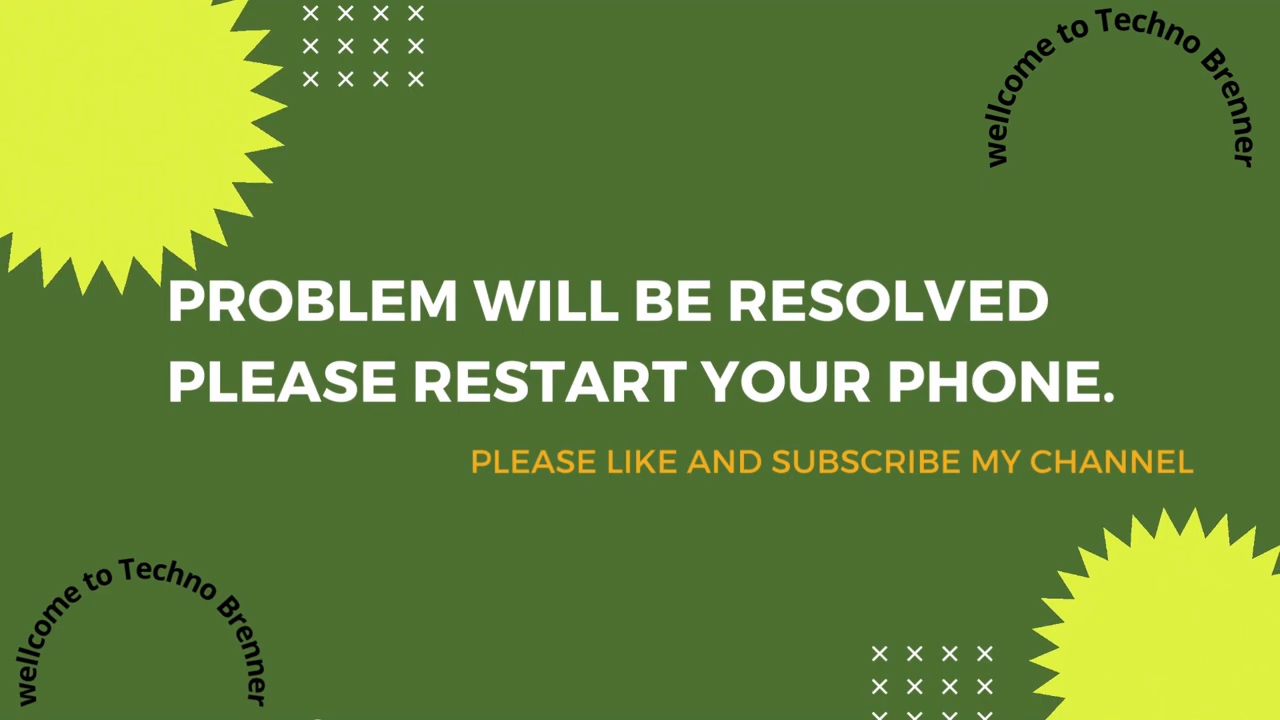 wellcome to Techno Brenner
PROBLEM WILL BE RESOLVED
PLEASE RESTART YOUR PHONE.
PLEASE LIKE AND SUBSCRIBE MY CHANNEL
wellcome to Techno Brenner